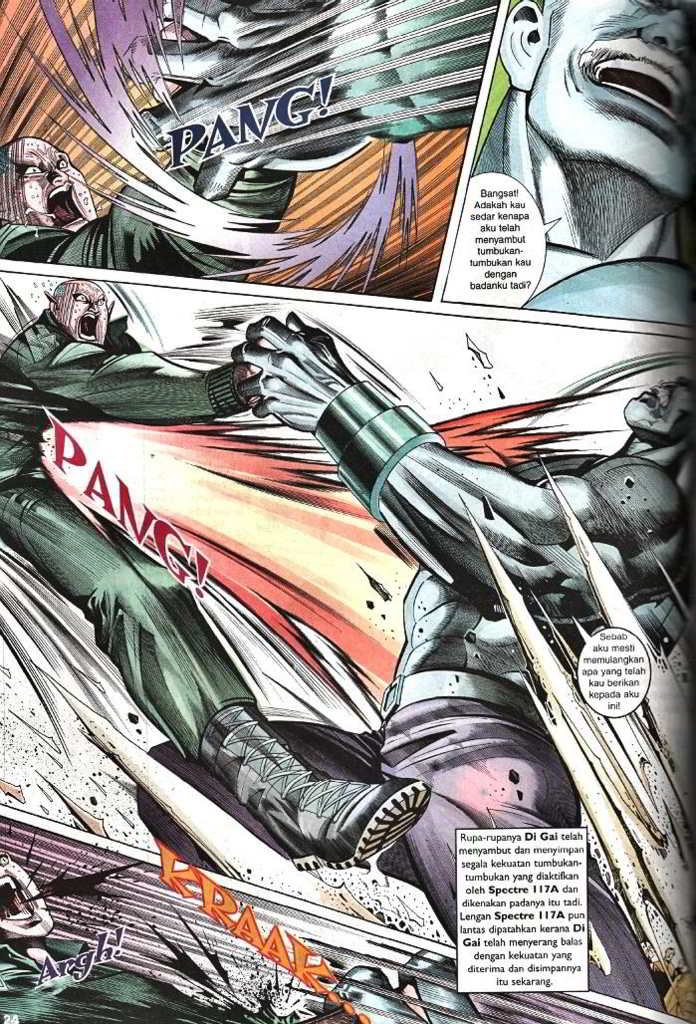 PANG!
Bangsat!
Adakah kau
sedar kenapa
aku telah
menyambut
tumbukan-
tumbukan kau
dengan
badanku tadi?
PANG!
Sebab
aku mesti
memulangkan
apa yang telah
kau berikan
kepada aku
ini!
Rupa-rupanya Di Gai telah
menyambut dan menyimpan
segala kekuatan tumbukan-
tumbukan yang diaktifkan
oleh Spectre 117A dan
dikenakan padanya itu tadi.
Lengan Spectre 117A pun
lantas dipatahkan kerana Di
Gai telah menyerang balas
dengan kekuatan yang
diterima dan disimpannya
itu sekarang.
KRAAK...
Argh!
24